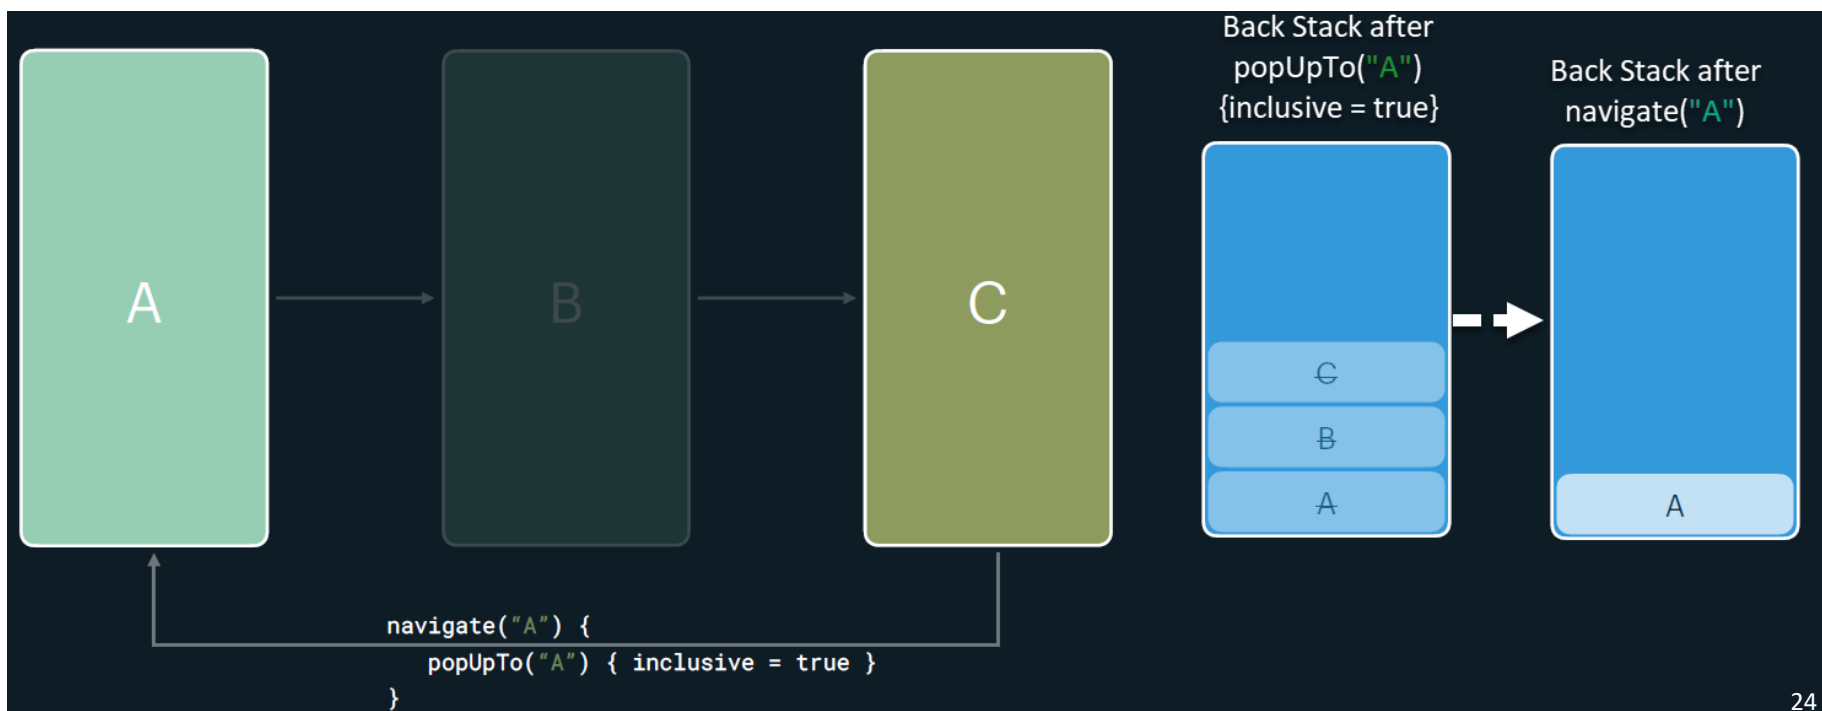 A
B
C
navigate("A") {
popUpTo("A") { inclusive = true }
}
Back Stack after
popUpTo("A")
{inclusive = true}
C
B
A
Back Stack after
navigate("A")
A
24